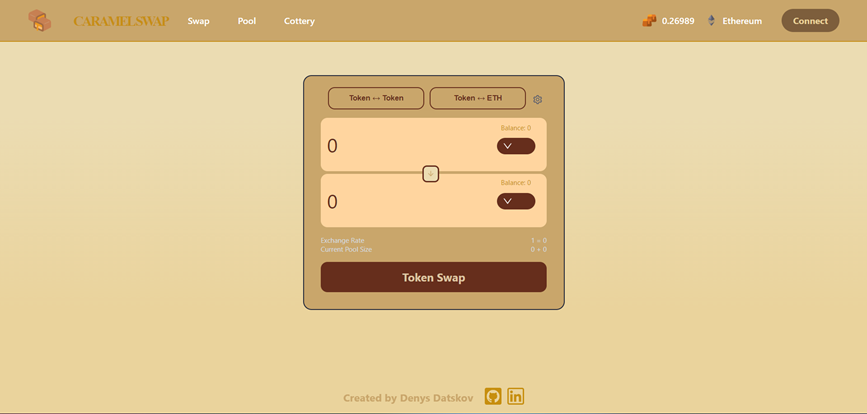 CARAMELSWAP Swap Pool Cottery 0.26989 Ethereum Connect
Token ↔ Token Token ↔ ETH
Balance: 0
0
Balance: 0
0
Exchange Rate 1 = 0
Current Pool Size 0 + 0
Token Swap
Created by Denys Datskov in